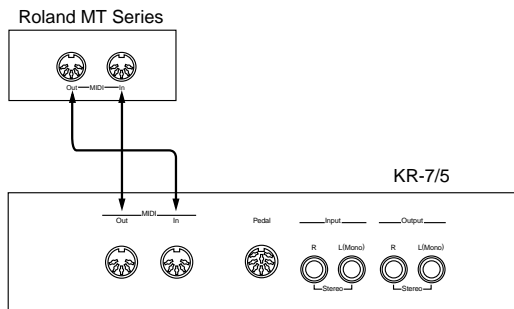 Roland MT Series
Out MIDI In
KR-7/5
MIDI
Out In
Pedal
Input
Output
R L(Mono)
R L(Mono)
Stereo
Stereo